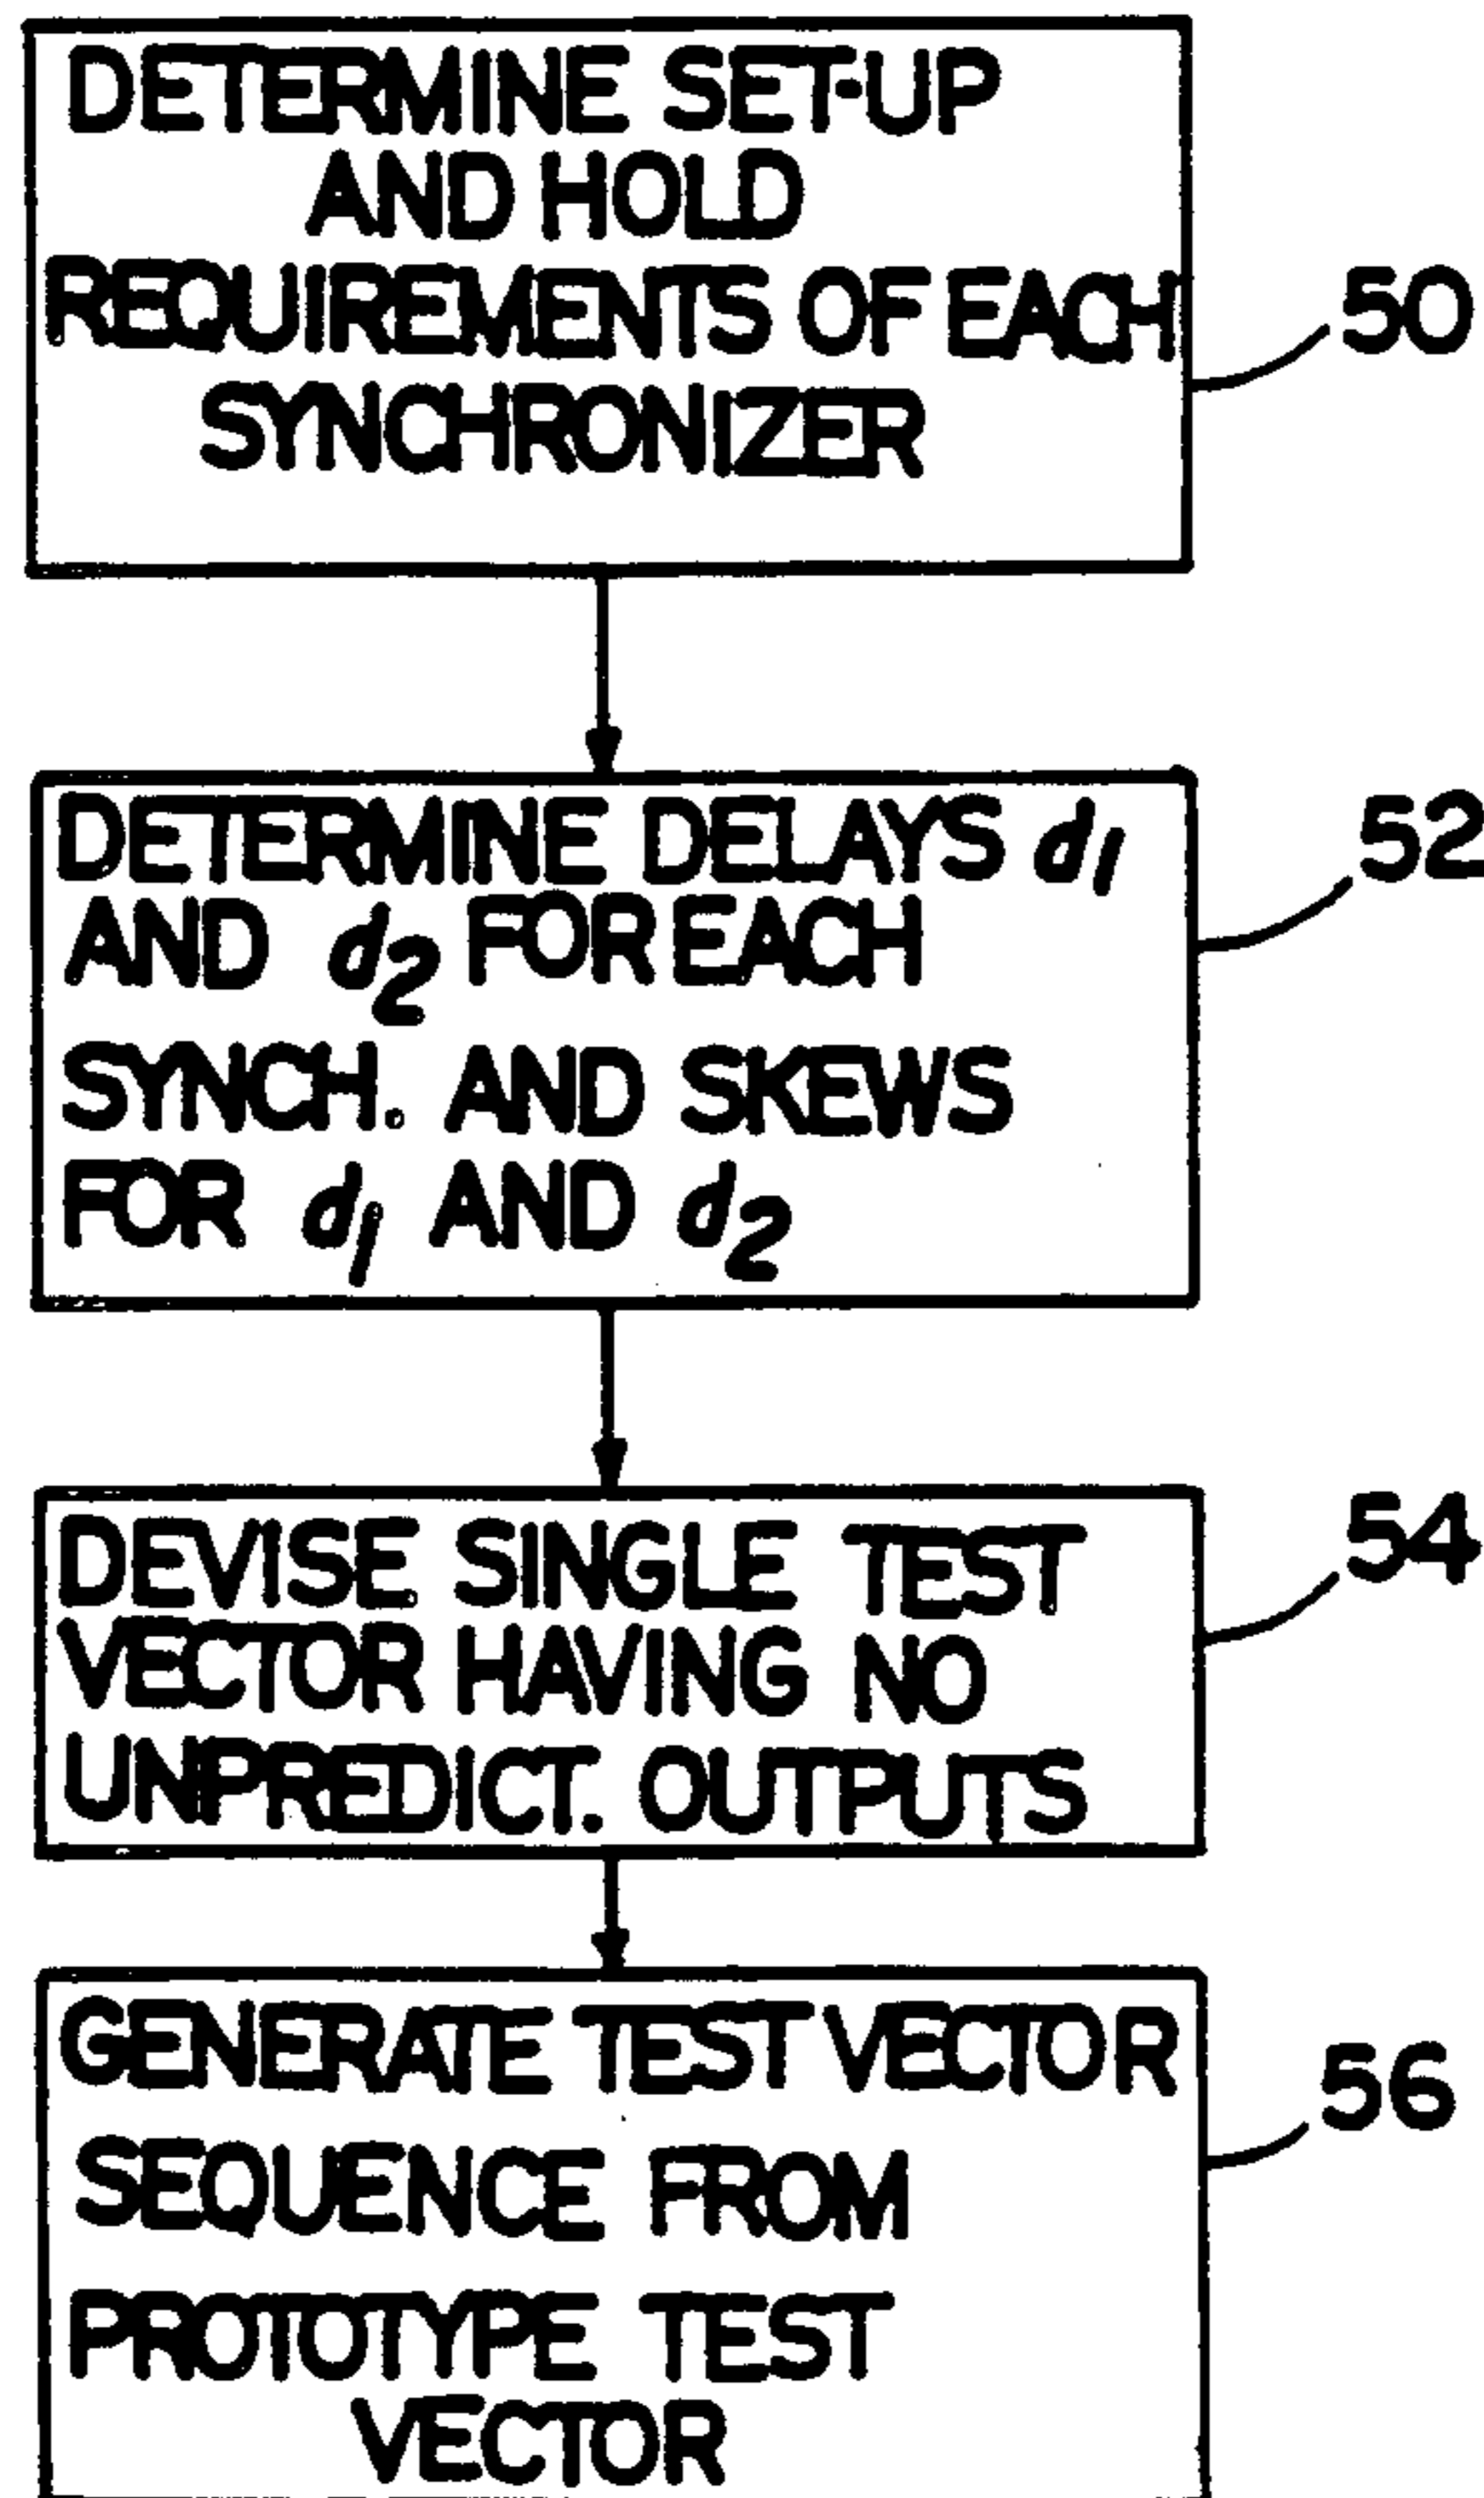 DETERMINE SET-UP
AND HOLD
REQUIREMENTS OF EACH
SYNCHRONIZER
50
DETERMINE DELAYS d1
AND d2 FOR EACH
SYNCH. AND SKEWS
FOR d1 AND d2
52
DEVISE SINGLE TEST
VECTOR HAVING NO
UNPREDICT. OUTPUTS
54
GENERATE TEST VECTOR
SEQUENCE FROM
PROTOTYPE TEST
VECTOR
56